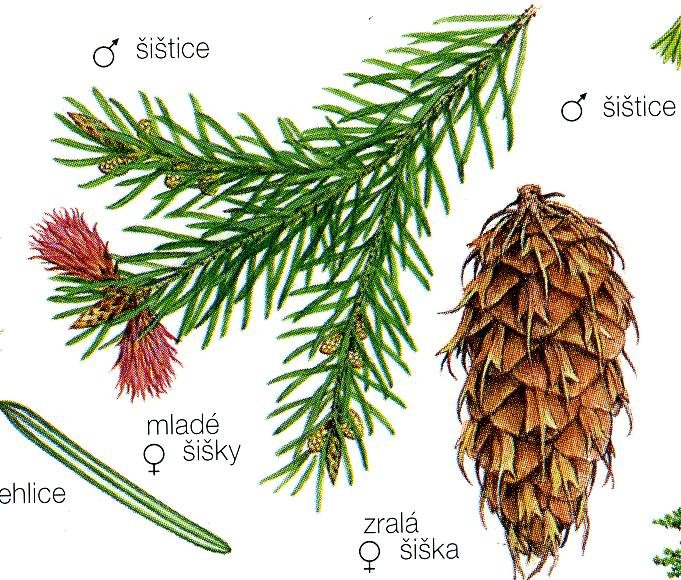 ♂ šištice
♂ šištice
mladé
♀ šišky
ehlice
zralá
♀ šiška